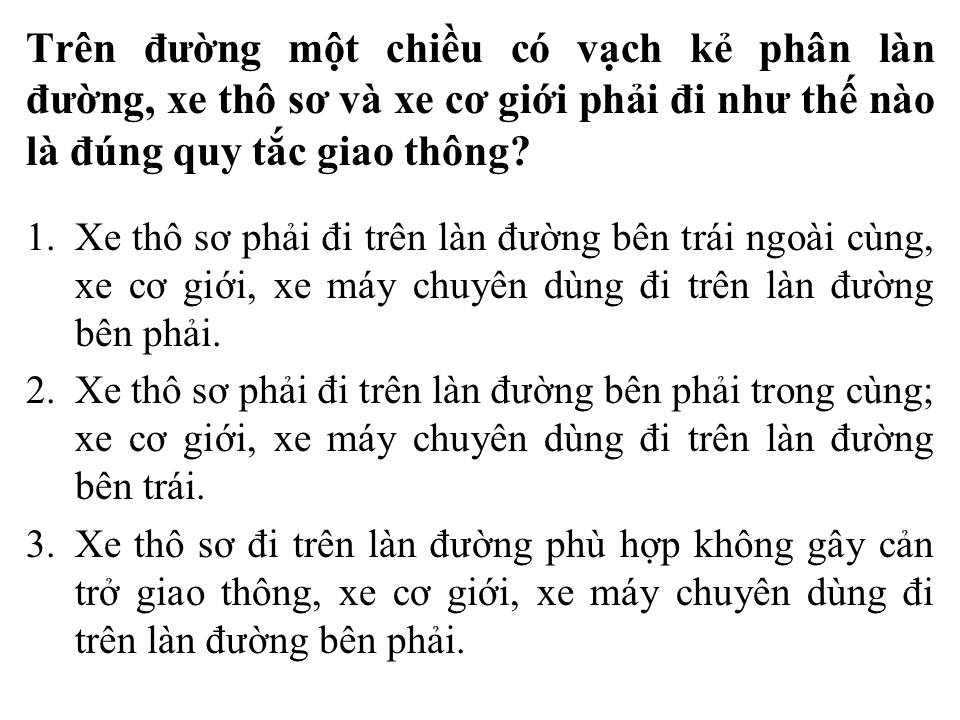 Trên đường một chiều có vạch kẻ phân làn
đường, xe thô sơ và xe cơ giới phải đi như thế nào
là đúng quy tắc giao thông?
1. Xe thô sơ phải đi trên làn đường bên trái ngoài cùng,
xe cơ giới, xe máy chuyên dùng đi trên làn đường
bên phải.
2. Xe thô sơ phải đi trên làn đường bên phải trong cùng;
xe cơ giới, xe máy chuyên dùng đi trên làn đường
bên trái.
3. Xe thô sơ đi trên làn đường phù hợp không gây cản
trở giao thông, xe cơ giới, xe máy chuyên dùng đi
trên làn đường bên phải.